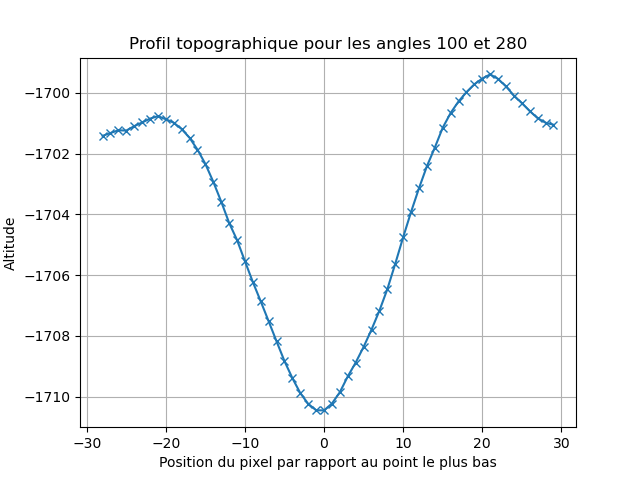 Profil topographique pour les angles 100 et 280
Altitude
−1700
−1702
−1704
−1706
−1708
−1710
−30 −20 −10 0 10 20 30
Position du pixel par rapport au point le plus bas